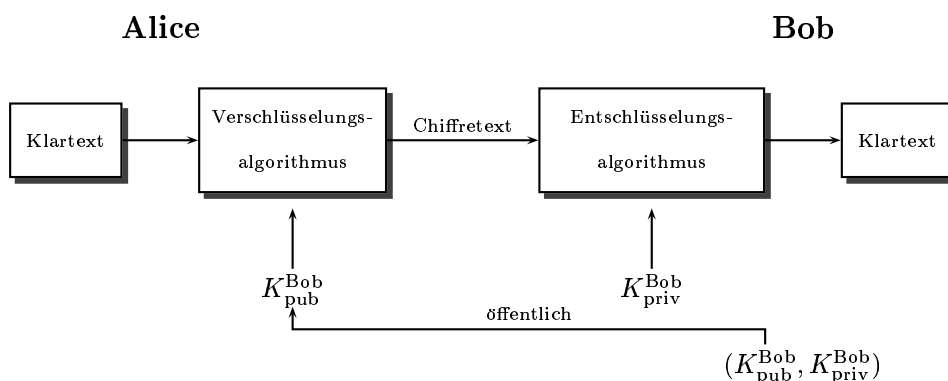 Alice
Bob
Klartext
Verschlüsselungs-
algorithmus
Chiffretext
Entschlüsselungs-
algorithmus
Klartext
K_pub^Bob
K_priv^Bob
öffentlich
(K_pub^Bob, K_priv^Bob)